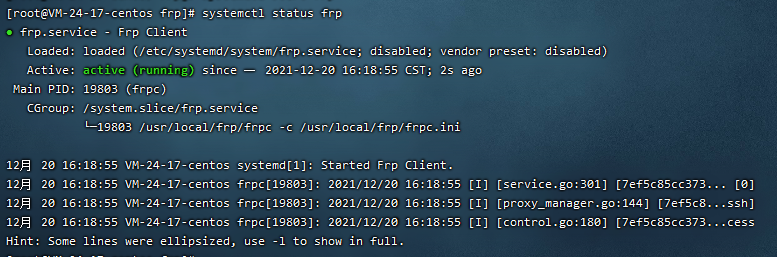 [root@VM-24-17-centos frp]# systemctl status frp
● frp.service - Frp Client
Loaded: loaded (/etc/systemd/system/frp.service; disabled; vendor preset: disabled)
Active: active (running) since 一 2021-12-20 16:18:55 CST; 2s ago
Main PID: 19803 (frpc)
CGroup: /system.slice/frp.service
└─19803 /usr/local/frp/frpc -c /usr/local/frp/frpc.ini
12月 20 16:18:55 VM-24-17-centos systemd[1]: Started Frp Client.
12月 20 16:18:55 VM-24-17-centos frpc[19803]: 2021/12/20 16:18:55 [I] [service.go:301] [7ef5c85cc373... [0]
12月 20 16:18:55 VM-24-17-centos frpc[19803]: 2021/12/20 16:18:55 [I] [proxy_manager.go:144] [7ef5c8...ssh]
12月 20 16:18:55 VM-24-17-centos frpc[19803]: 2021/12/20 16:18:55 [I] [control.go:180] [7ef5c85cc373...cess
Hint: Some lines were ellipsized, use -l to show in full.